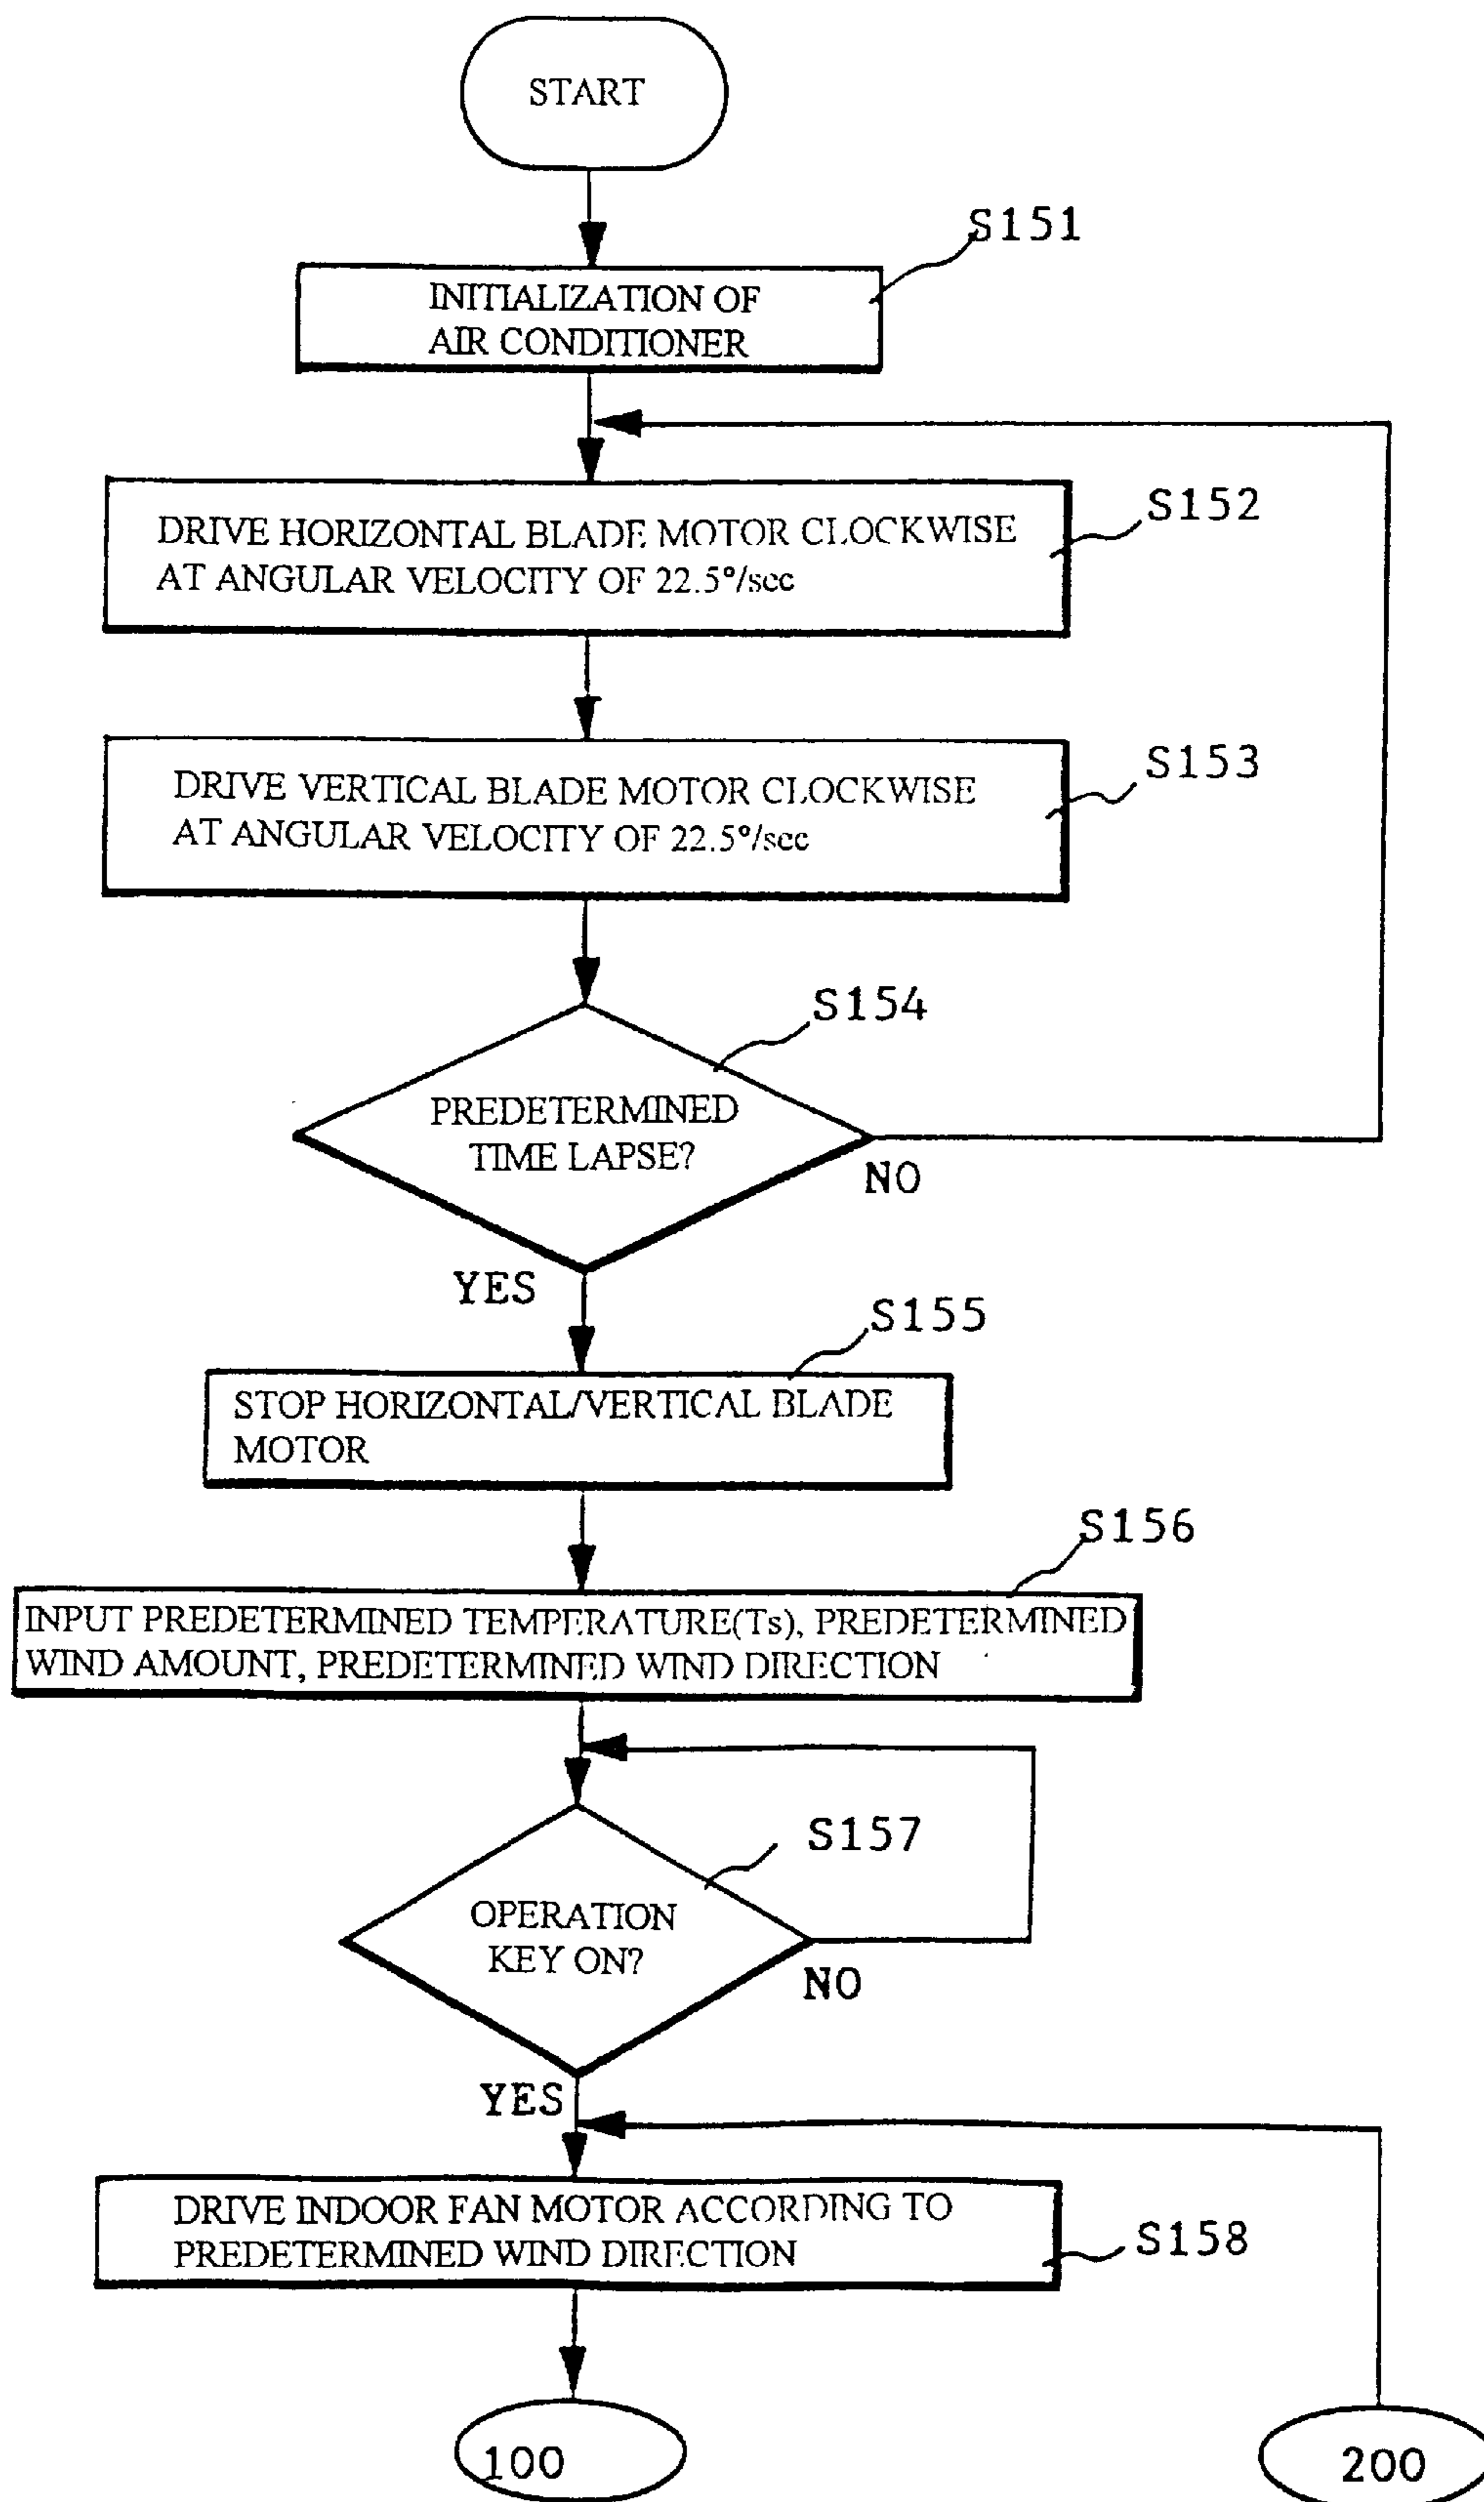 START
S151
INITIALIZATION OF
AIR CONDITIONER
S152
DRIVE HORIZONTAL BLADE MOTOR CLOCKWISE
AT ANGULAR VELOCITY OF 22.5°/sec
S153
DRIVE VERTICAL BLADE MOTOR CLOCKWISE
AT ANGULAR VELOCITY OF 22.5°/sec
S154
PREDETERMINED
TIME LAPSE?
NO
YES
S155
STOP HORIZONTAL/VERTICAL BLADE
MOTOR
S156
INPUT PREDETERMINED TEMPERATURE(Ts), PREDETERMINED
WIND AMOUNT, PREDETERMINED WIND DIRECTION
S157
OPERATION
KEY ON?
NO
YES
DRIVE INDOOR FAN MOTOR ACCORDING TO
PREDETERMINED WIND DIRECTION
S158
100
200